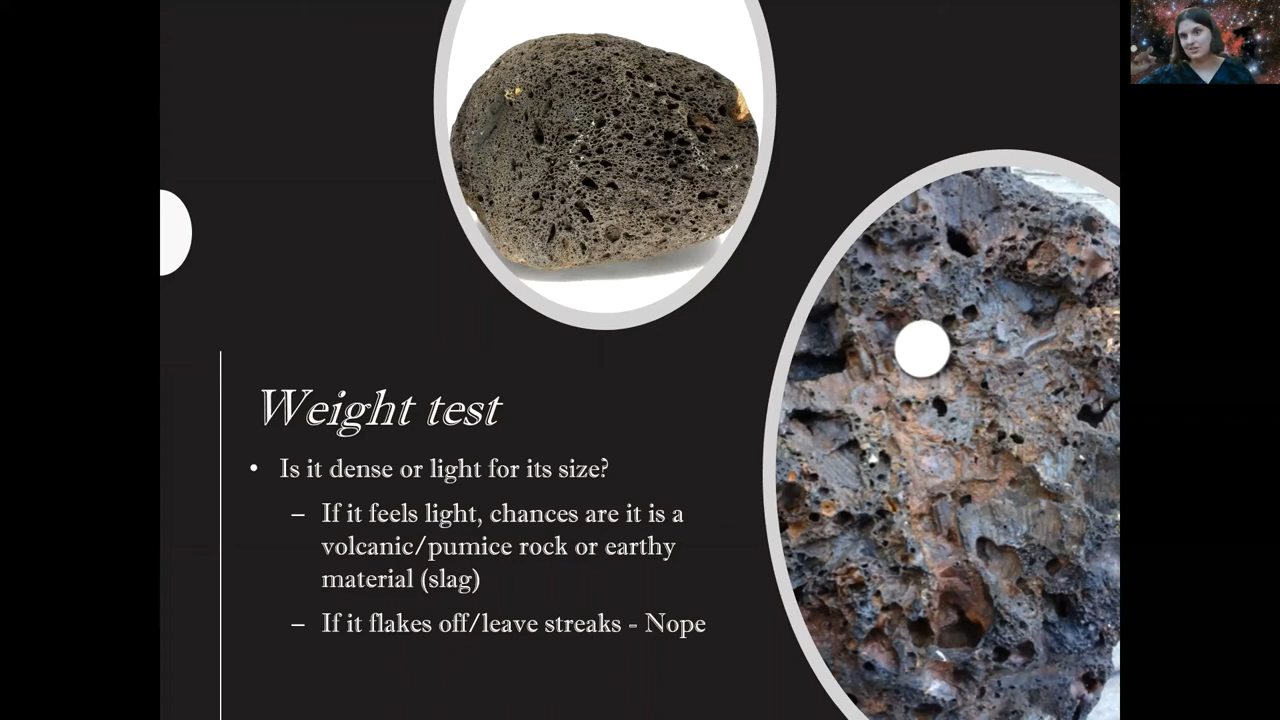 Weight test
• Is it dense or light for its size?
– If it feels light, chances are it is a
volcanic/pumice rock or earthy
material (slag)
– If it flakes off/leave streaks - Nope